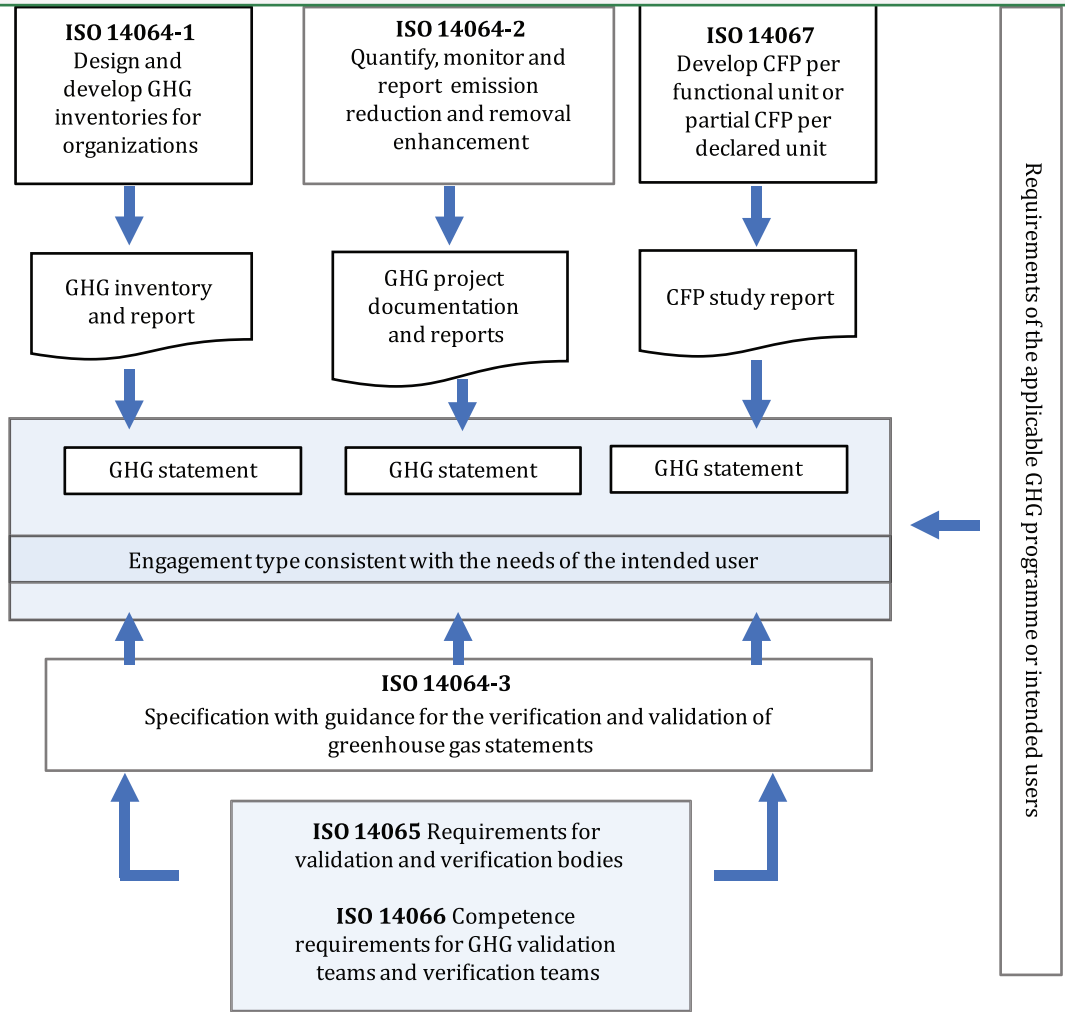 ISO 14064-1
Design and
develop GHG
inventories for
organizations
ISO 14064-2
Quantify, monitor and
report emission
reduction and removal
enhancement
ISO 14067
Develop CFP per
functional unit or
partial CFP per
declared unit
GHG inventory
and report
GHG project
documentation
and reports
CFP study report
GHG statement
GHG statement
GHG statement
Engagement type consistent with the needs of the intended user
ISO 14064-3
Specification with guidance for the verification and validation of
greenhouse gas statements
ISO 14065 Requirements for
validation and verification bodies
ISO 14066 Competence
requirements for GHG validation
teams and verification teams
Requirements of the applicable GHG programme or intended users